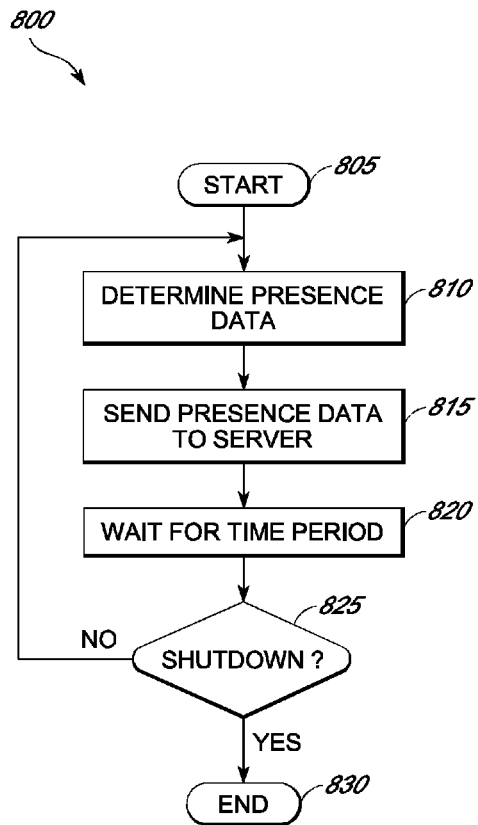 800
START
805
DETERMINE PRESENCE
DATA
810
SEND PRESENCE DATA
TO SERVER
815
WAIT FOR TIME PERIOD
820
825
SHUTDOWN ?
NO
YES
END
830